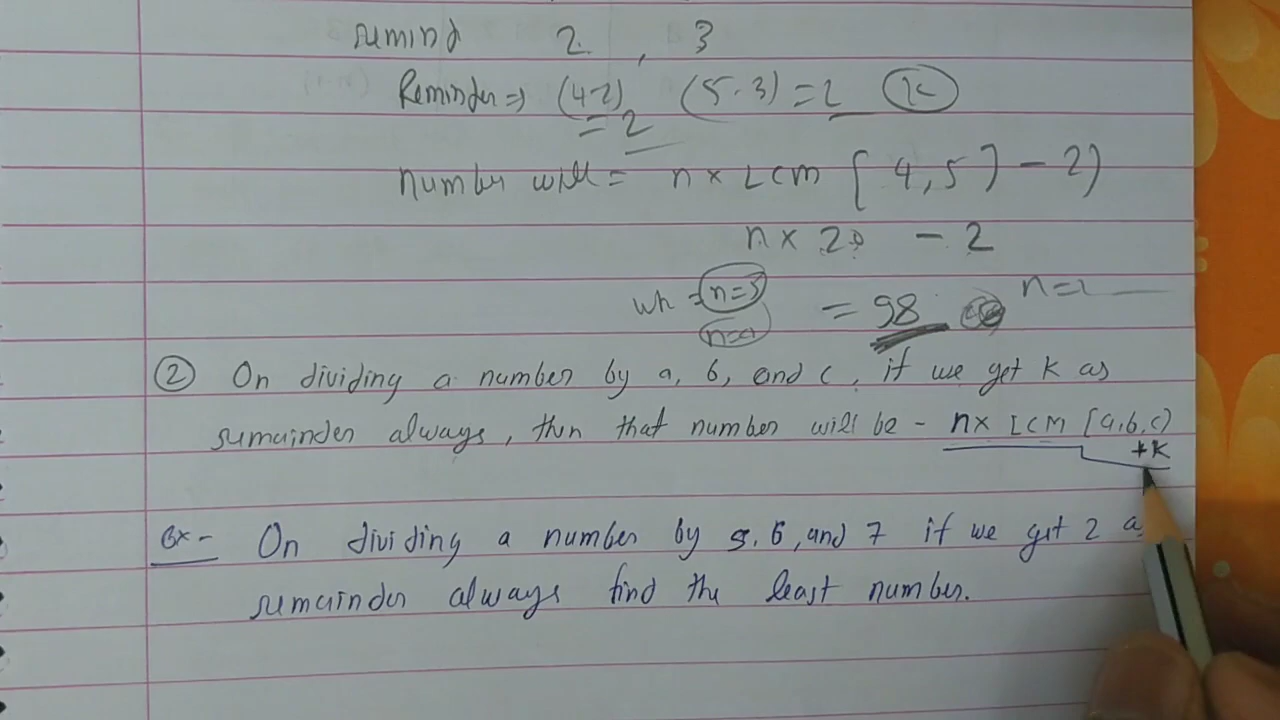 remind 2 , 3
Reminder => (4-2) (5-3) = 2 K
= 2
number will = n x LCM [ 4, 5 ) - 2)
n x 20 - 2
wh = n=5 = 98 n=1
② On dividing a number by a, b, and c, if we get K as
remainder always, then that number will be - nx LCM [a,b,c)
+K
Ex- On dividing a number by 5, 6, and 7 if we get 2 a
remainder always find the least number.